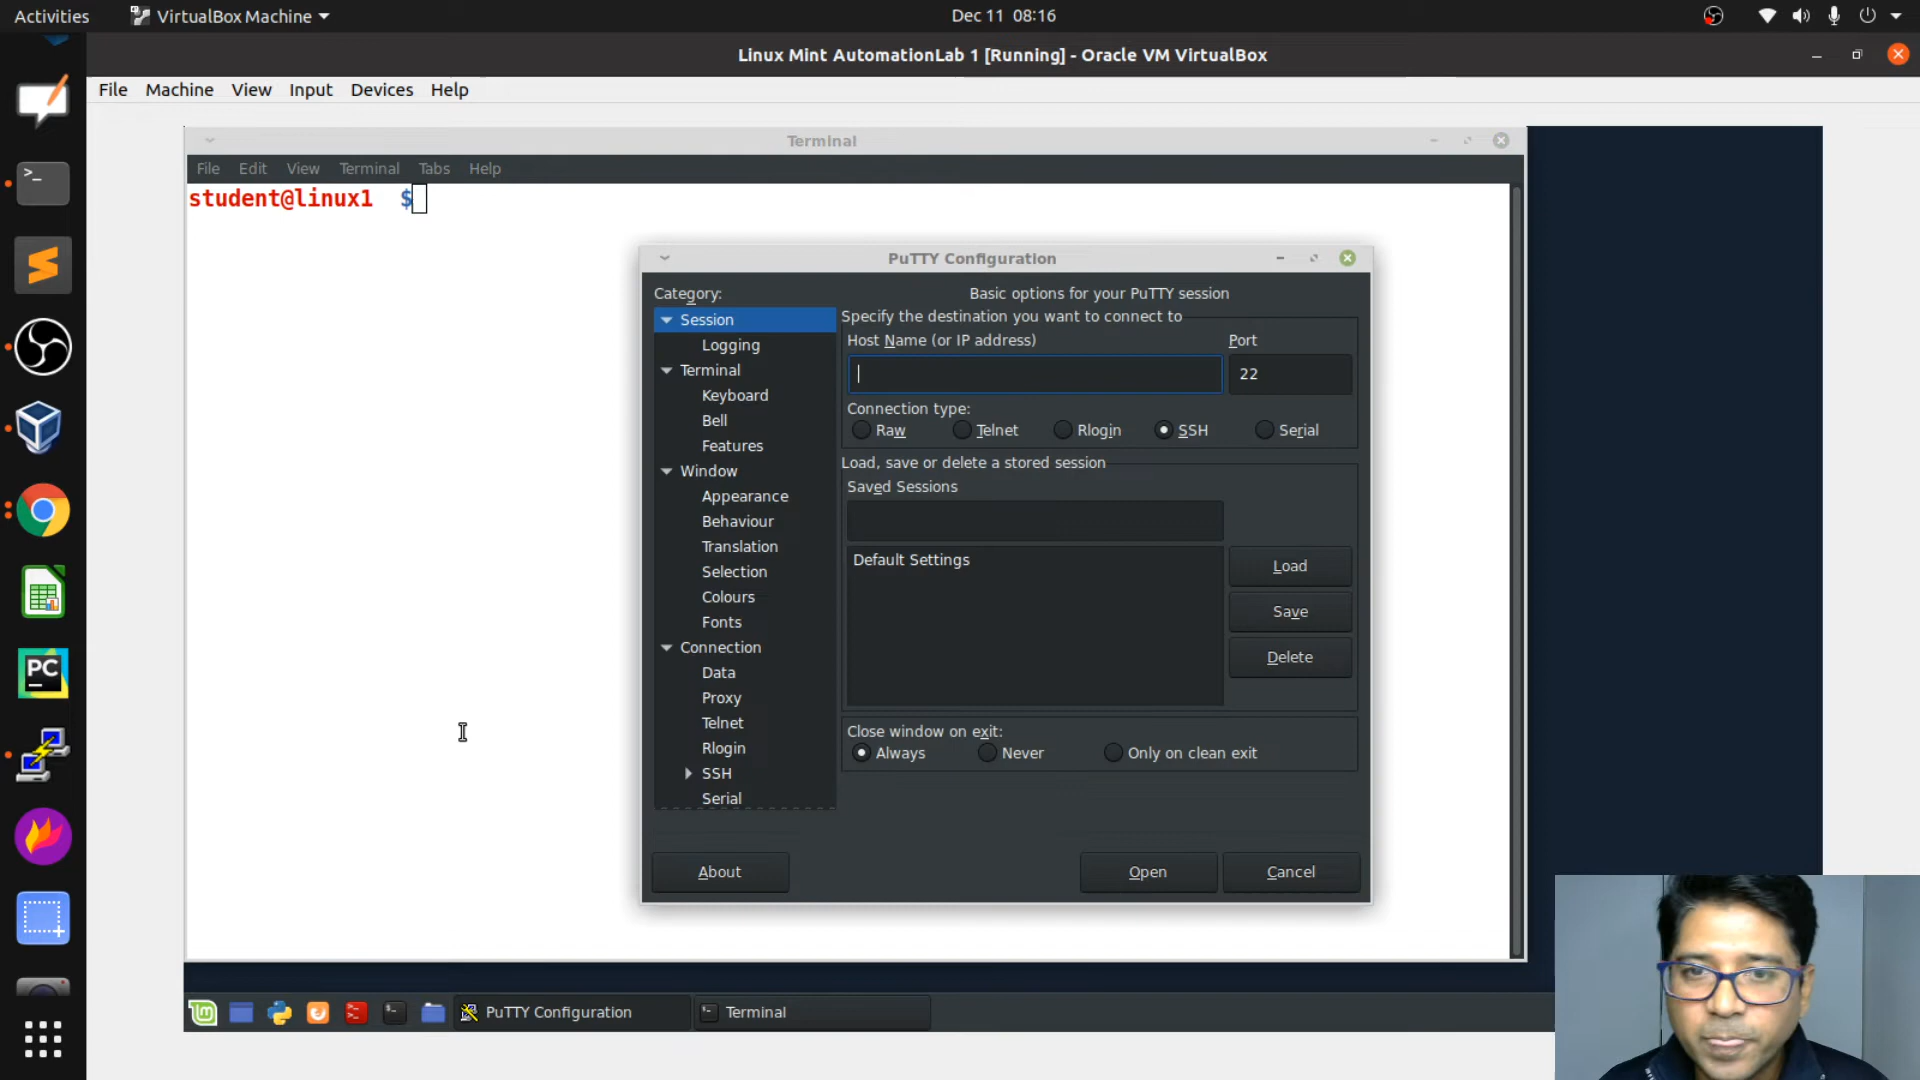 Activities
VirtualBox Machine
Dec 11 08:16
Linux Mint AutomationLab 1 [Running] - Oracle VM VirtualBox
File Machine View Input Devices Help
Terminal
File Edit View Terminal Tabs Help
student@linux1 $
PuTTY Configuration
Category:
Session
Logging
Terminal
Keyboard
Bell
Features
Window
Appearance
Behaviour
Translation
Selection
Colours
Fonts
Connection
Data
Proxy
Telnet
Rlogin
SSH
Serial
Basic options for your PuTTY session
Specify the destination you want to connect to
Host Name (or IP address) Port
22
Connection type:
Raw Telnet Rlogin SSH Serial
Load, save or delete a stored session
Saved Sessions
Default Settings
Load
Save
Delete
Close window on exit:
Always Never Only on clean exit
About Open Cancel
PC
PuTTY Configuration
Terminal